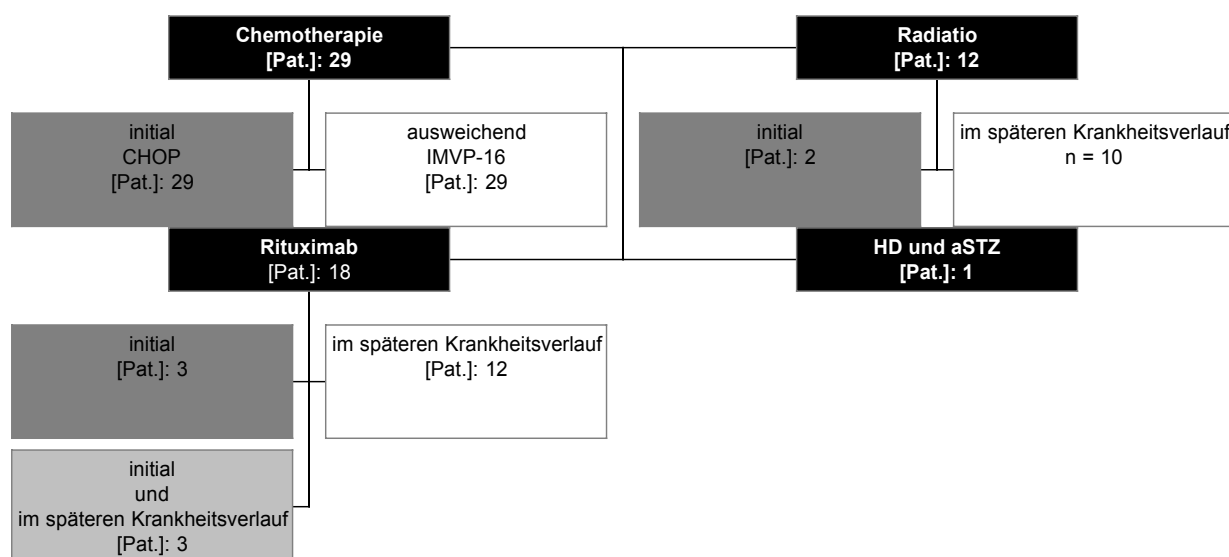 Chemotherapie
[Pat.]: 29
Radiatio
[Pat.]: 12
initial
CHOP
[Pat.]: 29
ausweichend
IMVP-16
[Pat.]: 29
initial
[Pat.]: 2
im späteren Krankheitsverlauf
n = 10
Rituximab
[Pat.]: 18
HD und aSTZ
[Pat.]: 1
initial
[Pat.]: 3
im späteren Krankheitsverlauf
[Pat.]: 12
initial
und
im späteren Krankheitsverlauf
[Pat.]: 3